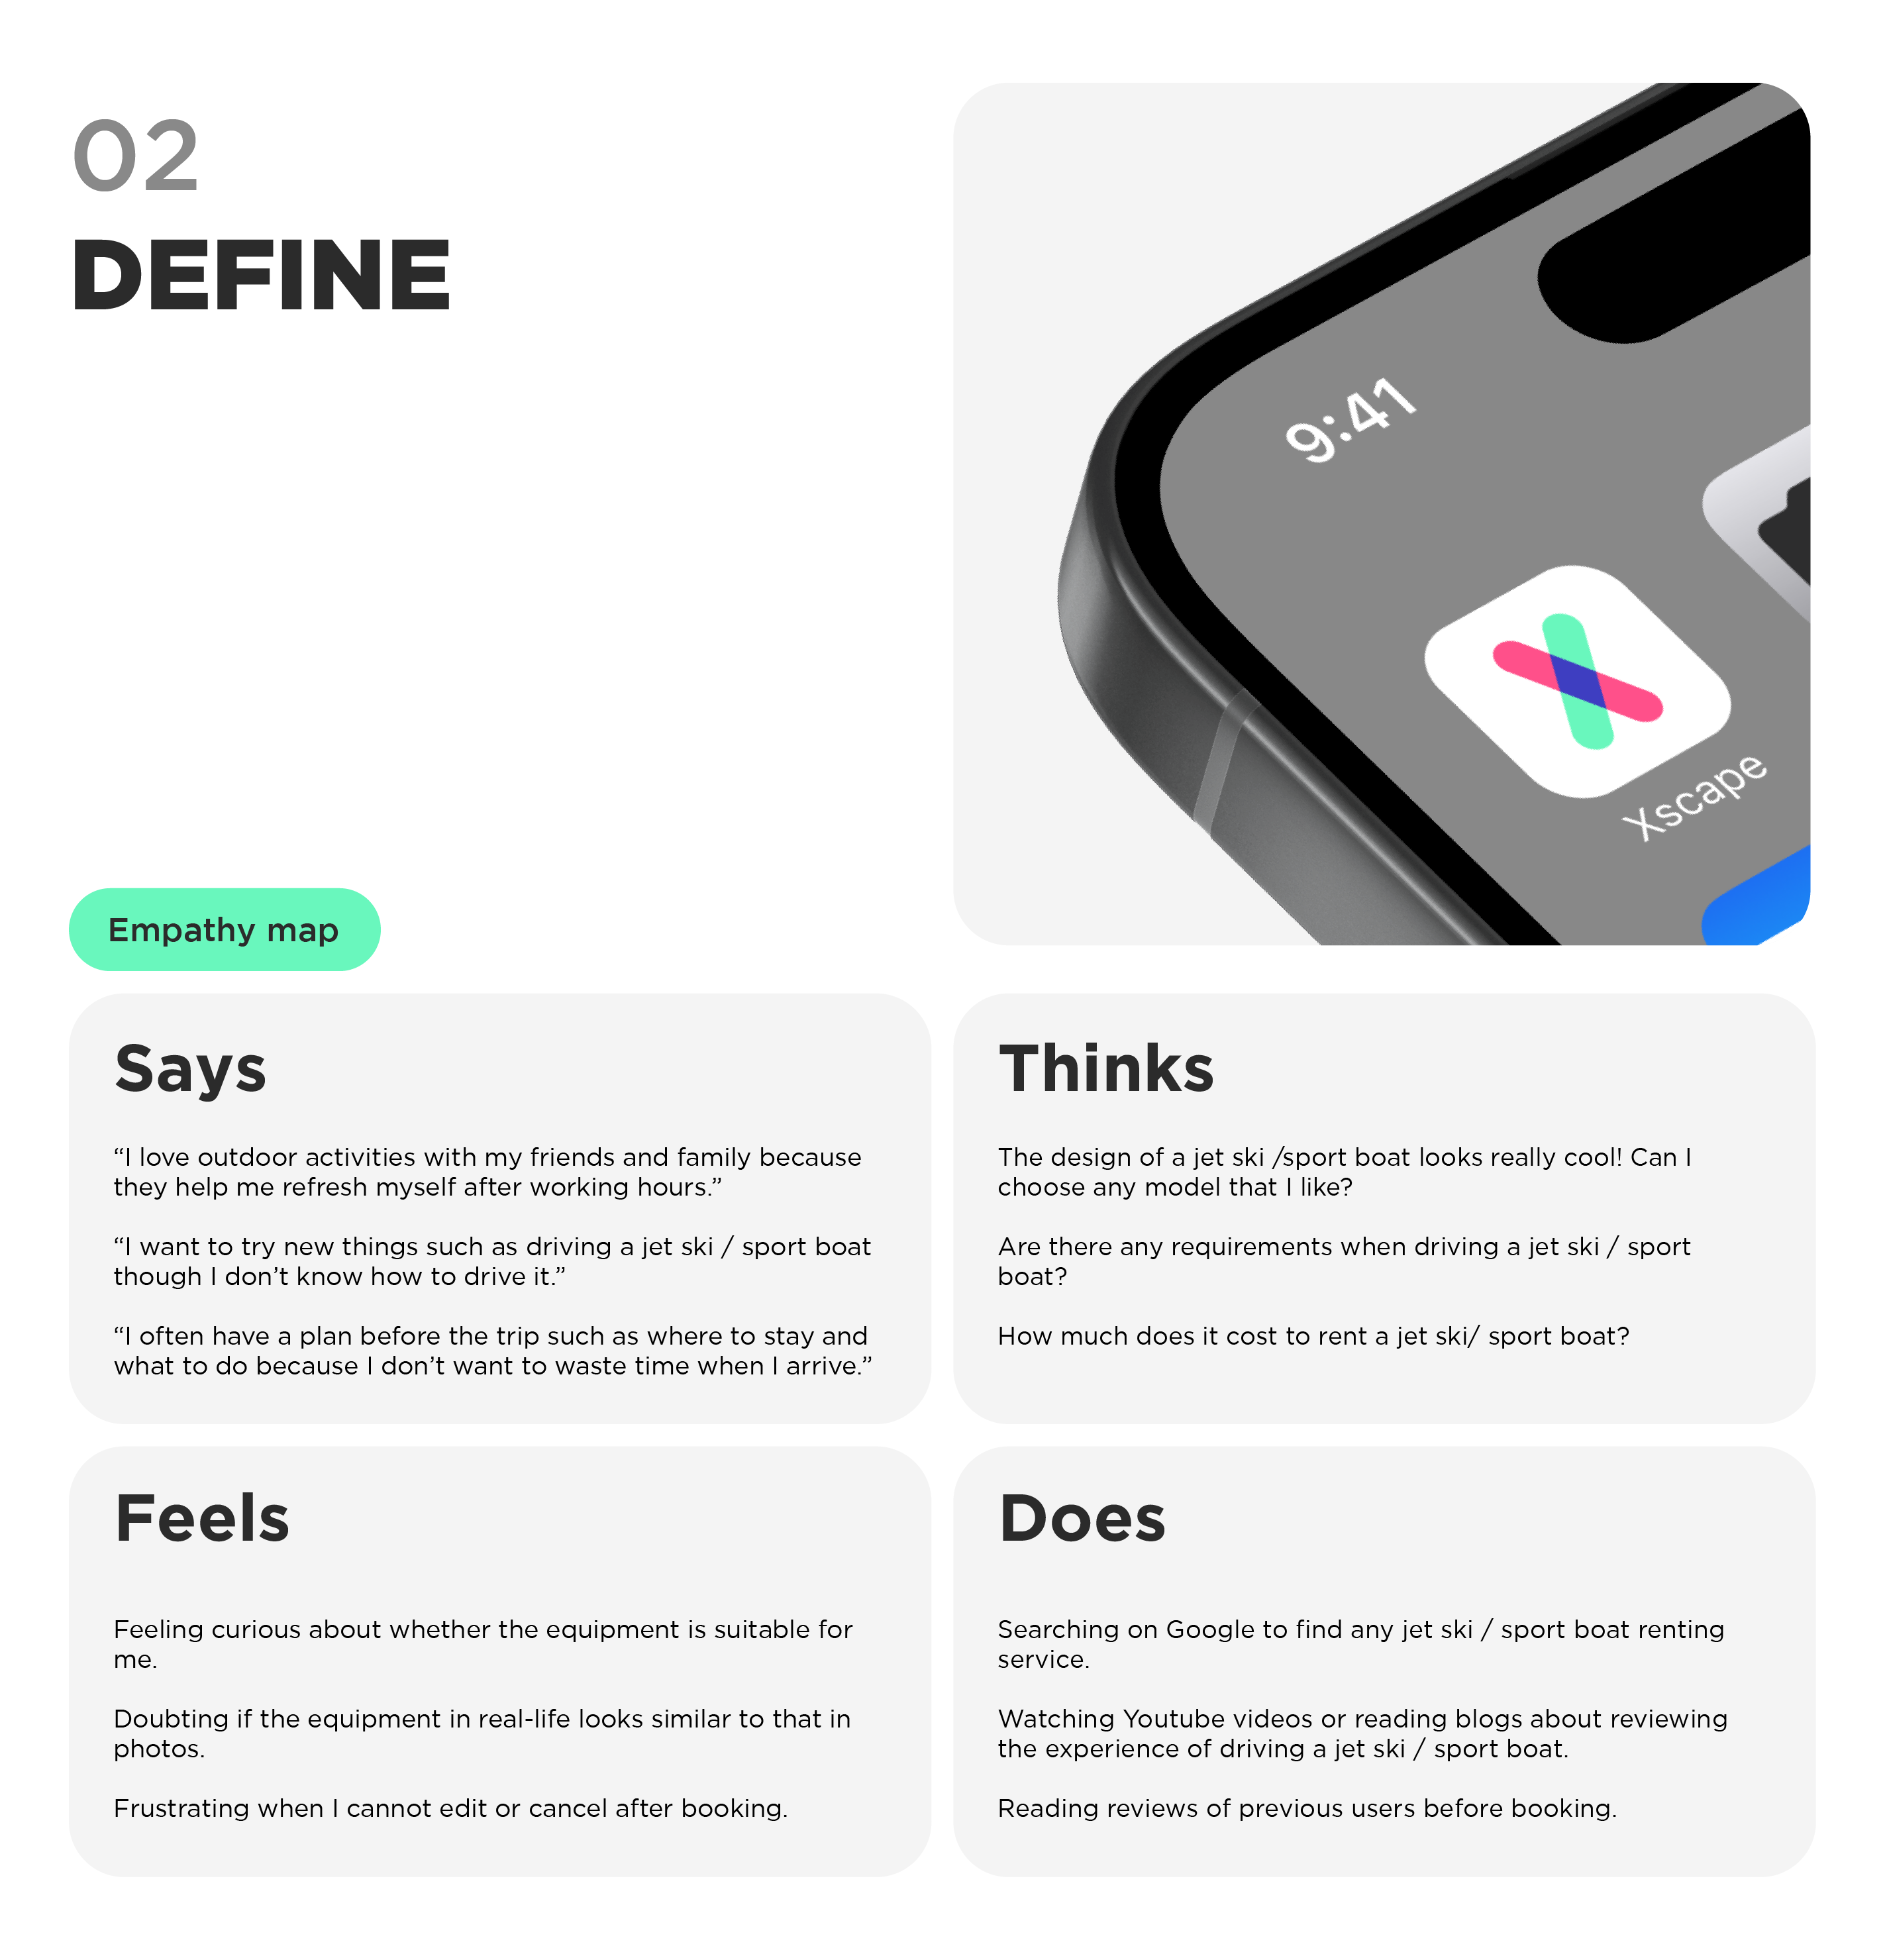 02
DEFINE
9:41
Xscape
Empathy map
Says
“I love outdoor activities with my friends and family because
they help me refresh myself after working hours.”
“I want to try new things such as driving a jet ski / sport boat
though I don’t know how to drive it.”
“I often have a plan before the trip such as where to stay and
what to do because I don’t want to waste time when I arrive.”
Thinks
The design of a jet ski /sport boat looks really cool! Can I
choose any model that I like?
Are there any requirements when driving a jet ski / sport
boat?
How much does it cost to rent a jet ski/ sport boat?
Feels
Feeling curious about whether the equipment is suitable for
me.
Doubting if the equipment in real-life looks similar to that in
photos.
Frustrating when I cannot edit or cancel after booking.
Does
Searching on Google to find any jet ski / sport boat renting
service.
Watching Youtube videos or reading blogs about reviewing
the experience of driving a jet ski / sport boat.
Reading reviews of previous users before booking.